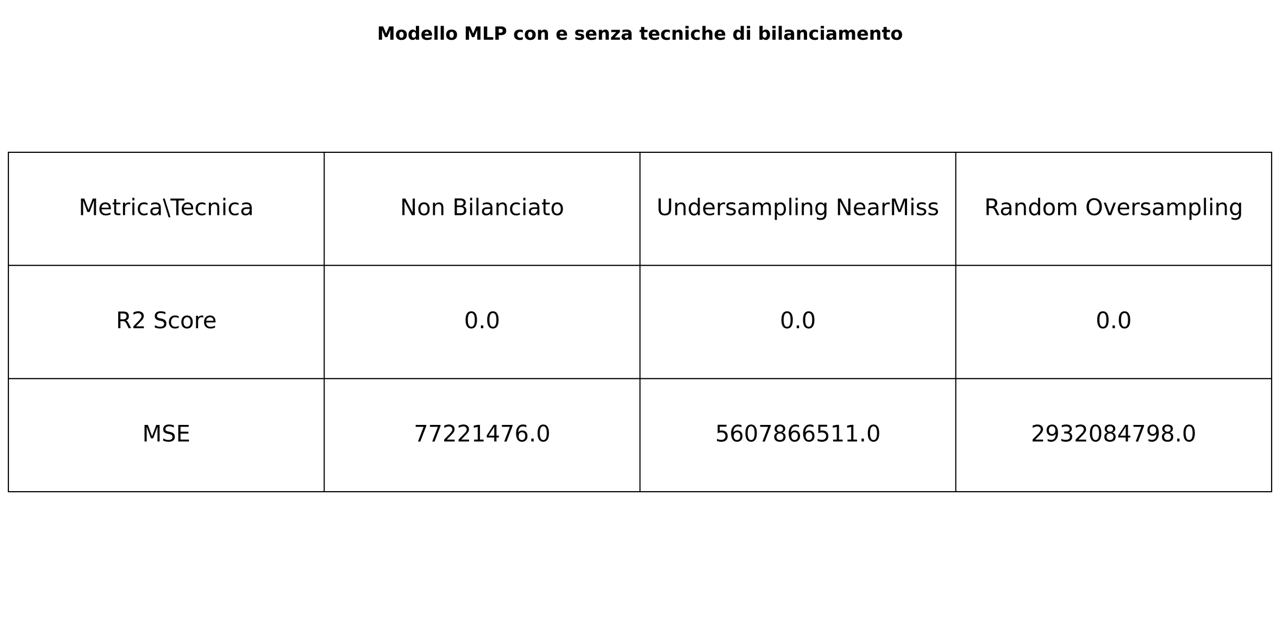 Modello MLP con e senza tecniche di bilanciamento
Metrica\Tecnica Non Bilanciato Undersampling NearMiss Random Oversampling
R2 Score 0.0 0.0 0.0
MSE 77221476.0 5607866511.0 2932084798.0